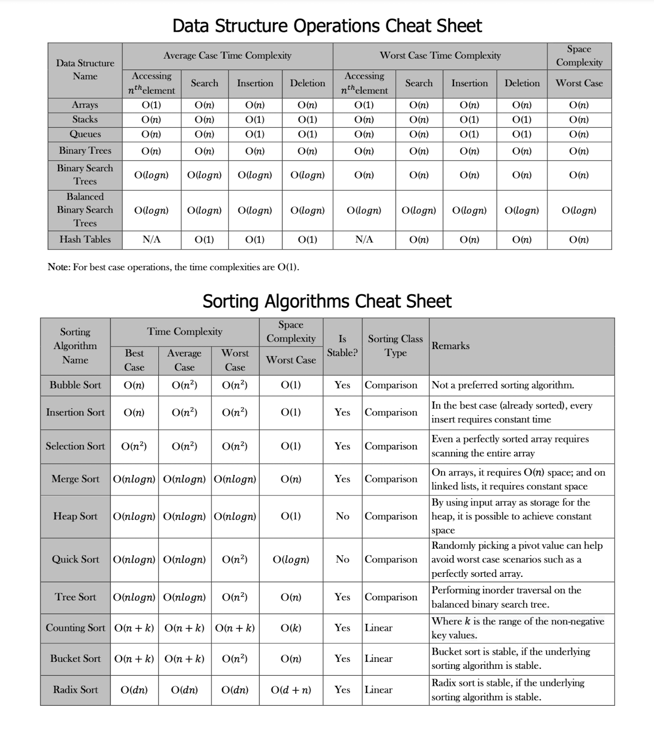 Data Structure Operations Cheat Sheet
Data Structure Name | Average Case Time Complexity | Worst Case Time Complexity | Space Complexity
Accessing nth element | Search | Insertion | Deletion | Accessing nth element | Search | Insertion | Deletion | Worst Case
Arrays | O(1) | O(n) | O(n) | O(n) | O(1) | O(n) | O(n) | O(n) | O(n)
Stacks | O(n) | O(n) | O(1) | O(1) | O(n) | O(n) | O(1) | O(1) | O(n)
Queues | O(n) | O(n) | O(1) | O(1) | O(n) | O(n) | O(1) | O(1) | O(n)
Binary Trees | O(n) | O(n) | O(n) | O(n) | O(n) | O(n) | O(n) | O(n) | O(n)
Binary Search Trees | O(logn) | O(logn) | O(logn) | O(logn) | O(n) | O(n) | O(n) | O(n) | O(n)
Balanced Binary Search Trees | O(logn) | O(logn) | O(logn) | O(logn) | O(logn) | O(logn) | O(logn) | O(logn) | O(logn)
Hash Tables | N/A | O(1) | O(1) | O(1) | N/A | O(n) | O(n) | O(n) | O(n)
Note: For best case operations, the time complexities are O(1).
Sorting Algorithms Cheat Sheet
Sorting Algorithm Name | Time Complexity | Space Complexity | Is Stable? | Sorting Class Type | Remarks
Best Case | Average Case | Worst Case | Worst Case
Bubble Sort | O(n) | O(n²) | O(n²) | O(1) | Yes | Comparison | Not a preferred sorting algorithm.
Insertion Sort | O(n) | O(n²) | O(n²) | O(1) | Yes | Comparison | In the best case (already sorted), every insert requires constant time
Selection Sort | O(n²) | O(n²) | O(n²) | O(1) | Yes | Comparison | Even a perfectly sorted array requires scanning the entire array
Merge Sort | O(nlogn) | O(nlogn) | O(nlogn) | O(n) | Yes | Comparison | On arrays, it requires O(n) space; and on linked lists, it requires constant space
Heap Sort | O(nlogn) | O(nlogn) | O(nlogn) | O(1) | No | Comparison | By using input array as storage for the heap, it is possible to achieve constant space
Quick Sort | O(nlogn) | O(nlogn) | O(n²) | O(logn) | No | Comparison | Randomly picking a pivot value can help avoid worst case scenarios such as a perfectly sorted array.
Tree Sort | O(nlogn) | O(nlogn) | O(n²) | O(n) | Yes | Comparison | Performing inorder traversal on the balanced binary search tree.
Counting Sort | O(n + k) | O(n + k) | O(n + k) | O(k) | Yes | Linear | Where k is the range of the non-negative key values.
Bucket Sort | O(n + k) | O(n + k) | O(n²) | O(n) | Yes | Linear | Bucket sort is stable, if the underlying sorting algorithm is stable.
Radix Sort | O(dn) | O(dn) | O(dn) | O(d + n) | Yes | Linear | Radix sort is stable, if the underlying sorting algorithm is stable.